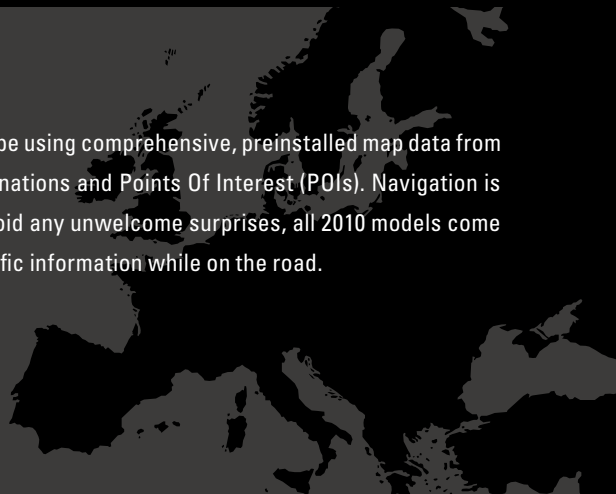 be using comprehensive, preinstalled map data from
nations and Points Of Interest (POIs). Navigation is
oid any unwelcome surprises, all 2010 models come
fic information while on the road.